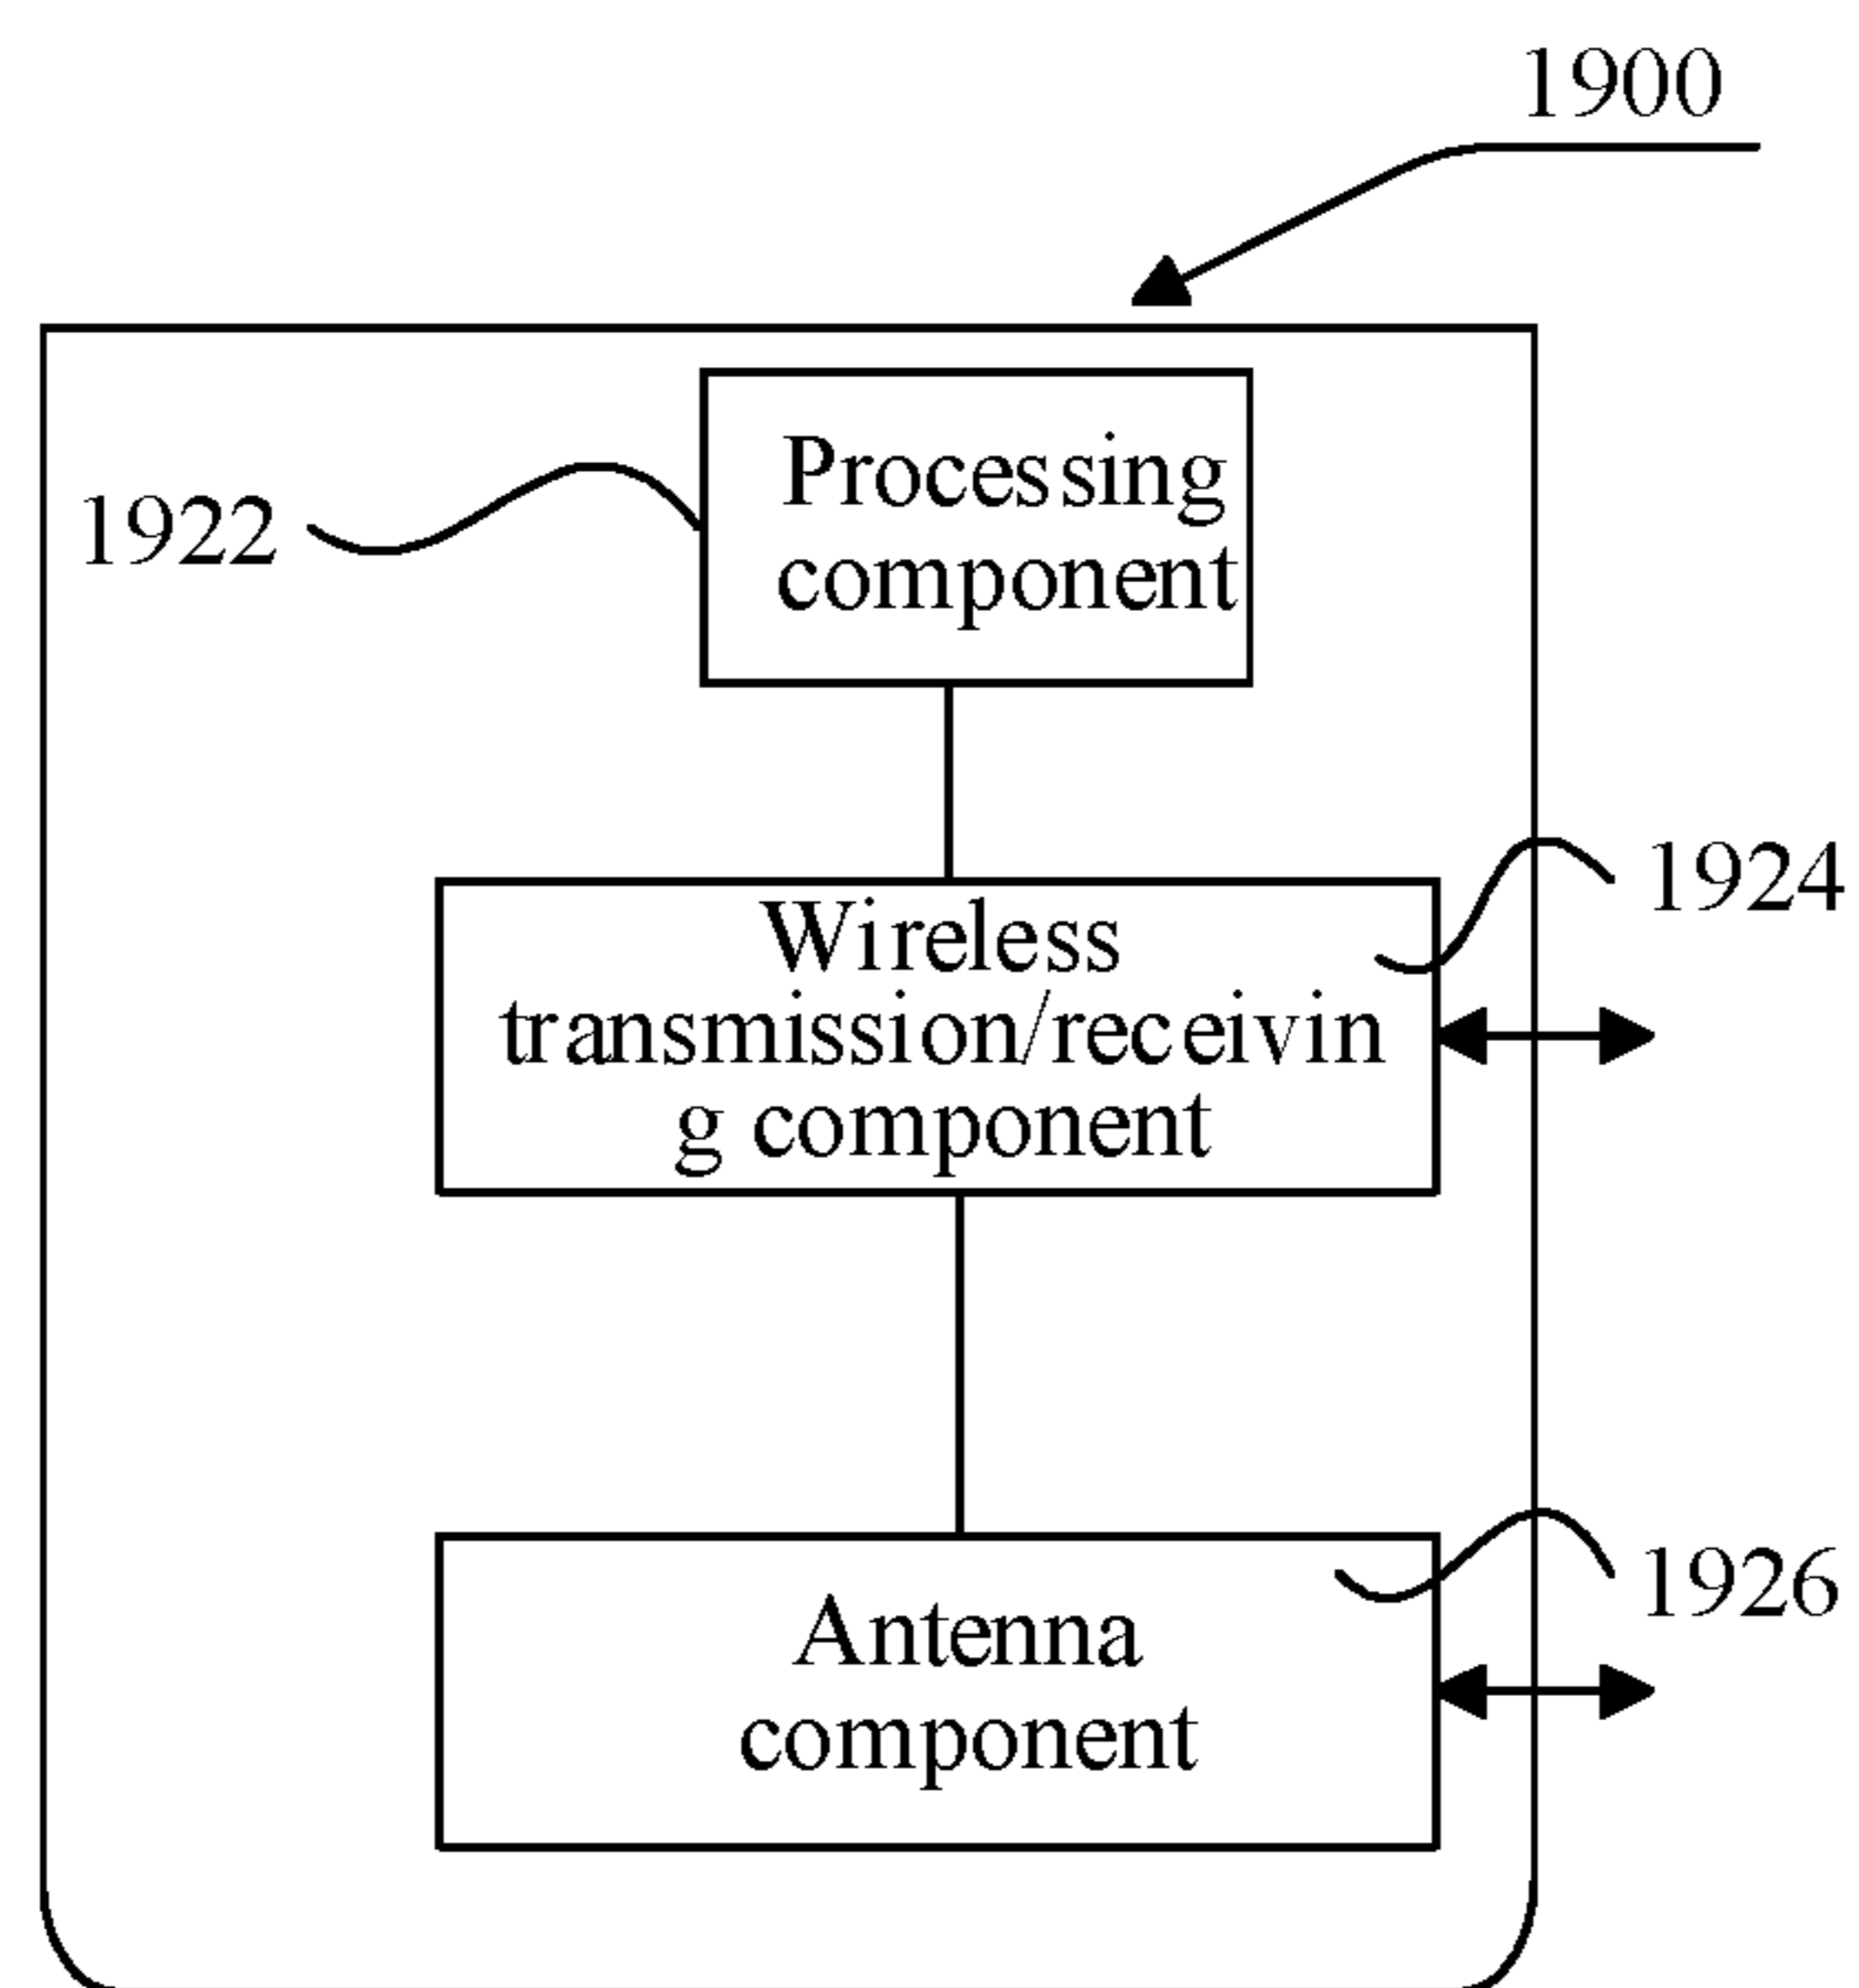 1900
Processing
component
1922
Wireless
transmission/receivin
g component
1924
Antenna
component
1926